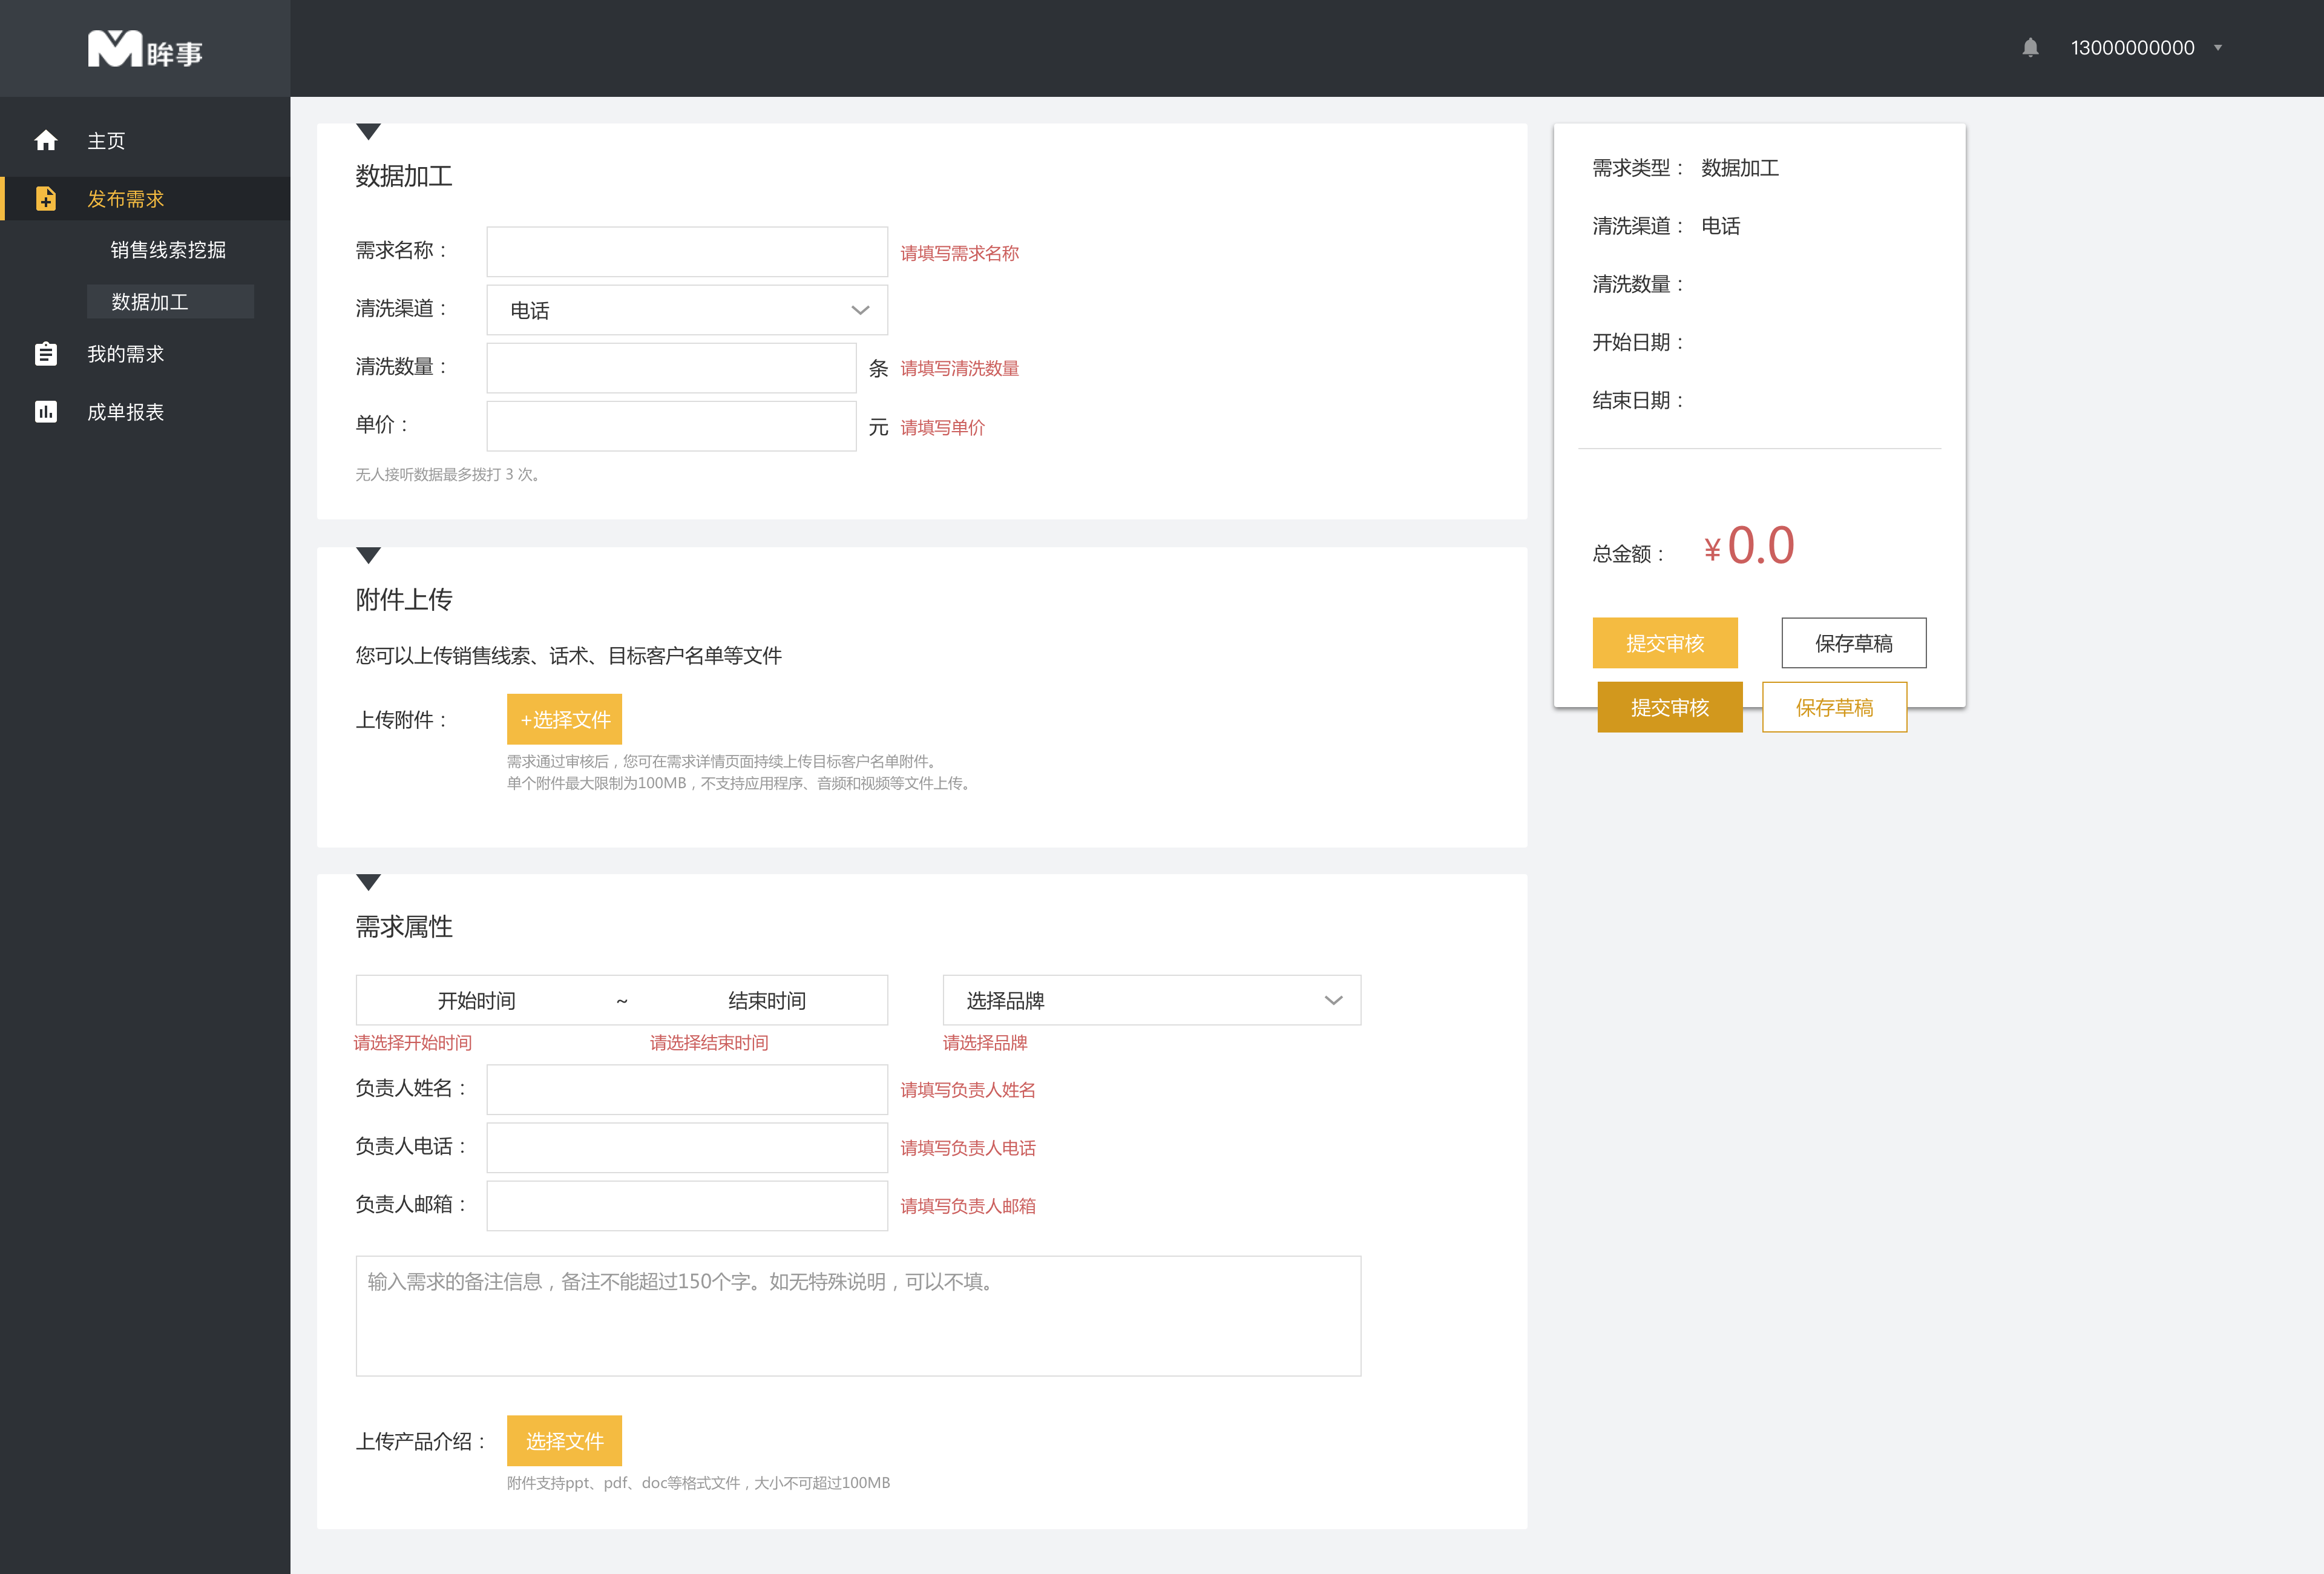 眸事
13000000000
主页
发布需求
销售线索挖掘
数据加工
我的需求
成单报表
数据加工
需求名称：
请填写需求名称
清洗渠道：
电话
清洗数量：
条 请填写清洗数量
单价：
元 请填写单价
无人接听数据最多拨打 3 次。
附件上传
您可以上传销售线索、话术、目标客户名单等文件
上传附件：
+选择文件
需求通过审核后，您可在需求详情页面持续上传目标客户名单附件。
单个附件最大限制为100MB，不支持应用程序、音频和视频等文件上传。
需求属性
开始时间 ~ 结束时间
选择品牌
请选择开始时间
请选择结束时间
请选择品牌
负责人姓名：
请填写负责人姓名
负责人电话：
请填写负责人电话
负责人邮箱：
请填写负责人邮箱
输入需求的备注信息，备注不能超过150个字。如无特殊说明，可以不填。
上传产品介绍：
选择文件
附件支持ppt、pdf、doc等格式文件，大小不可超过100MB
需求类型： 数据加工
清洗渠道： 电话
清洗数量：
开始日期：
结束日期：
总金额： ¥0.0
提交审核
保存草稿
提交审核
保存草稿